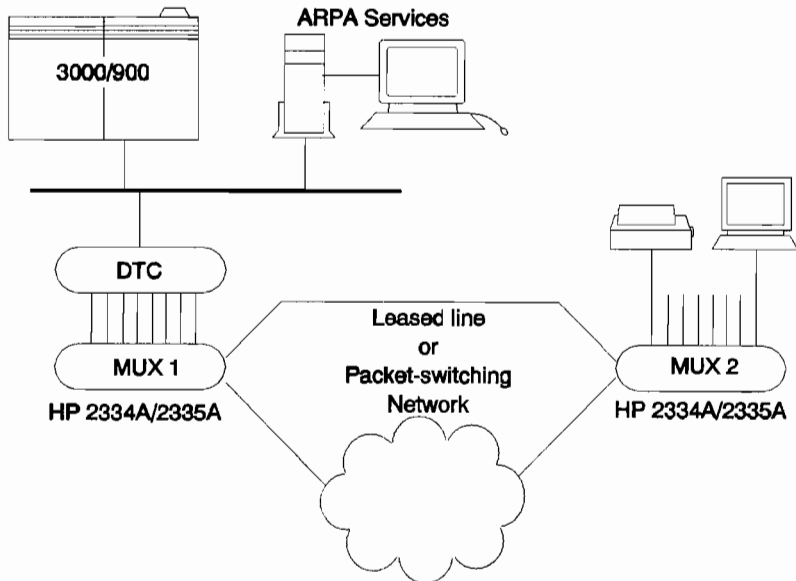 ARPA Services
3000/900
DTC
Leased line
or
Packet-switching
Network
MUX 1
MUX 2
HP 2334A/2335A
HP 2334A/2335A